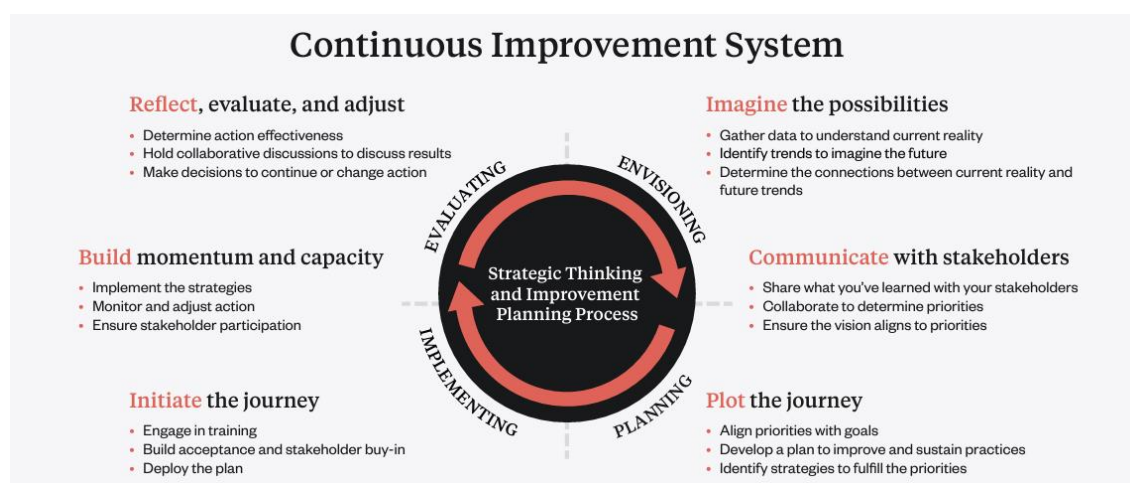 Continuous Improvement System
Reflect, evaluate, and adjust
• Determine action effectiveness
• Hold collaborative discussions to discuss results
• Make decisions to continue or change action
Imagine the possibilities
• Gather data to understand current reality
• Identify trends to imagine the future
• Determine the connections between current reality and
future trends
EVALUATING
ENVISIONING
Build momentum and capacity
• Implement the strategies
• Monitor and adjust action
• Ensure stakeholder participation
Strategic Thinking
and Improvement
Planning Process
Communicate with stakeholders
• Share what you’ve learned with your stakeholders
• Collaborate to determine priorities
• Ensure the vision aligns to priorities
IMPLEMENTING
PLANNING
Initiate the journey
• Engage in training
• Build acceptance and stakeholder buy-in
• Deploy the plan
Plot the journey
• Align priorities with goals
• Develop a plan to improve and sustain practices
• Identify strategies to fulfill the priorities